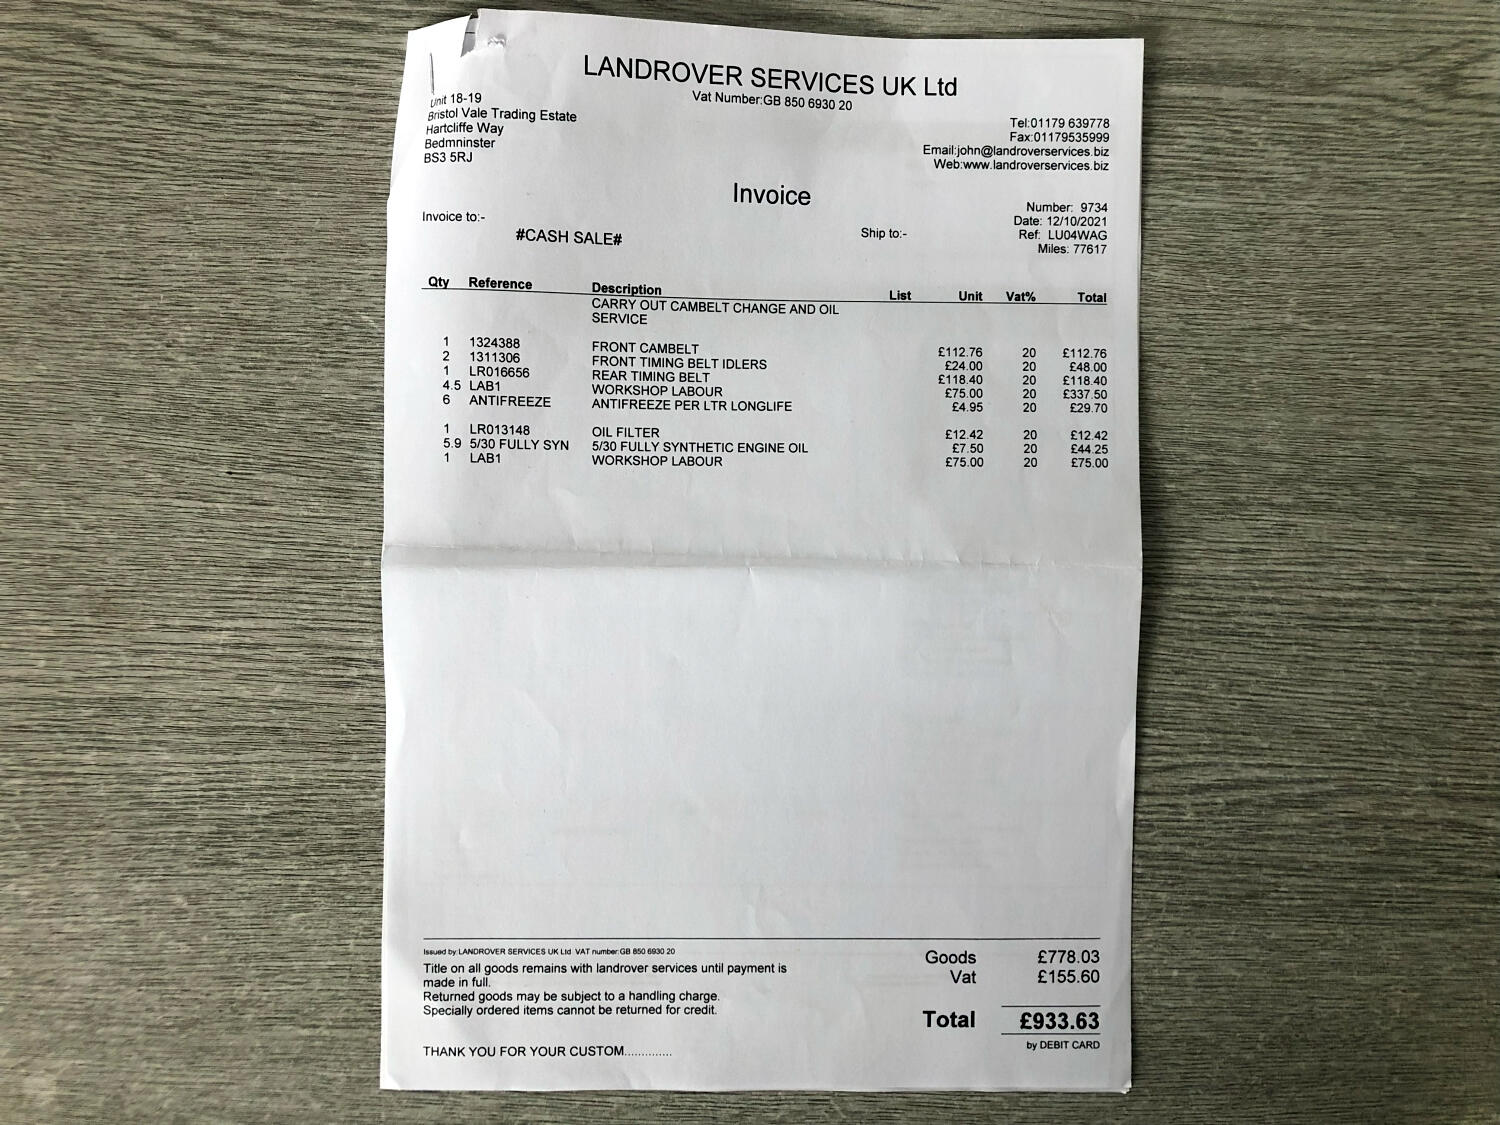 LANDROVER SERVICES UK Ltd
Vat Number:GB 850 6930 20
Unit 18-19
Bristol Vale Trading Estate
Hartcliffe Way
Bedmninster
BS3 5RJ
Tel:01179 639778
Fax:01179535999
Email:john@landroverservices.biz
Web:www.landroverservices.biz
Invoice
Invoice to:-
#CASH SALE#
Ship to:-
Number: 9734
Date: 12/10/2021
Ref: LU04WAG
Miles: 77617
Qty Reference Description List Unit Vat% Total
CARRY OUT CAMBELT CHANGE AND OIL
SERVICE
1 1324388 FRONT CAMBELT £112.76 20 £112.76
2 1311306 FRONT TIMING BELT IDLERS £24.00 20 £48.00
1 LR016656 REAR TIMING BELT £118.40 20 £118.40
4.5 LAB1 WORKSHOP LABOUR £75.00 20 £337.50
6 ANTIFREEZE ANTIFREEZE PER LTR LONGLIFE £4.95 20 £29.70
1 LR013148 OIL FILTER £12.42 20 £12.42
5.9 5/30 FULLY SYN 5/30 FULLY SYNTHETIC ENGINE OIL £7.50 20 £44.25
1 LAB1 WORKSHOP LABOUR £75.00 20 £75.00
Issued by:LANDROVER SERVICES UK Ltd VAT number:GB 850 6930 20
Title on all goods remains with landrover services until payment is
made in full.
Returned goods may be subject to a handling charge.
Specially ordered items cannot be returned for credit.
THANK YOU FOR YOUR CUSTOM..............
Goods £778.03
Vat £155.60
Total £933.63
by DEBIT CARD